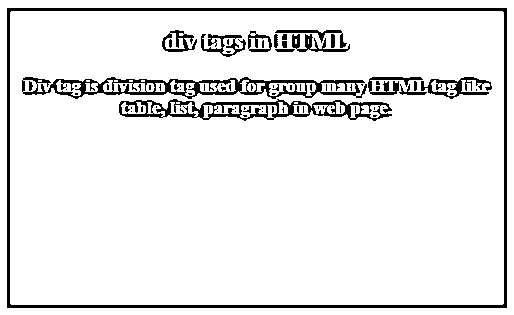 div tags in HTML
Div tag is division tag used for group many HTML tag like
table, list, paragraph in web page.